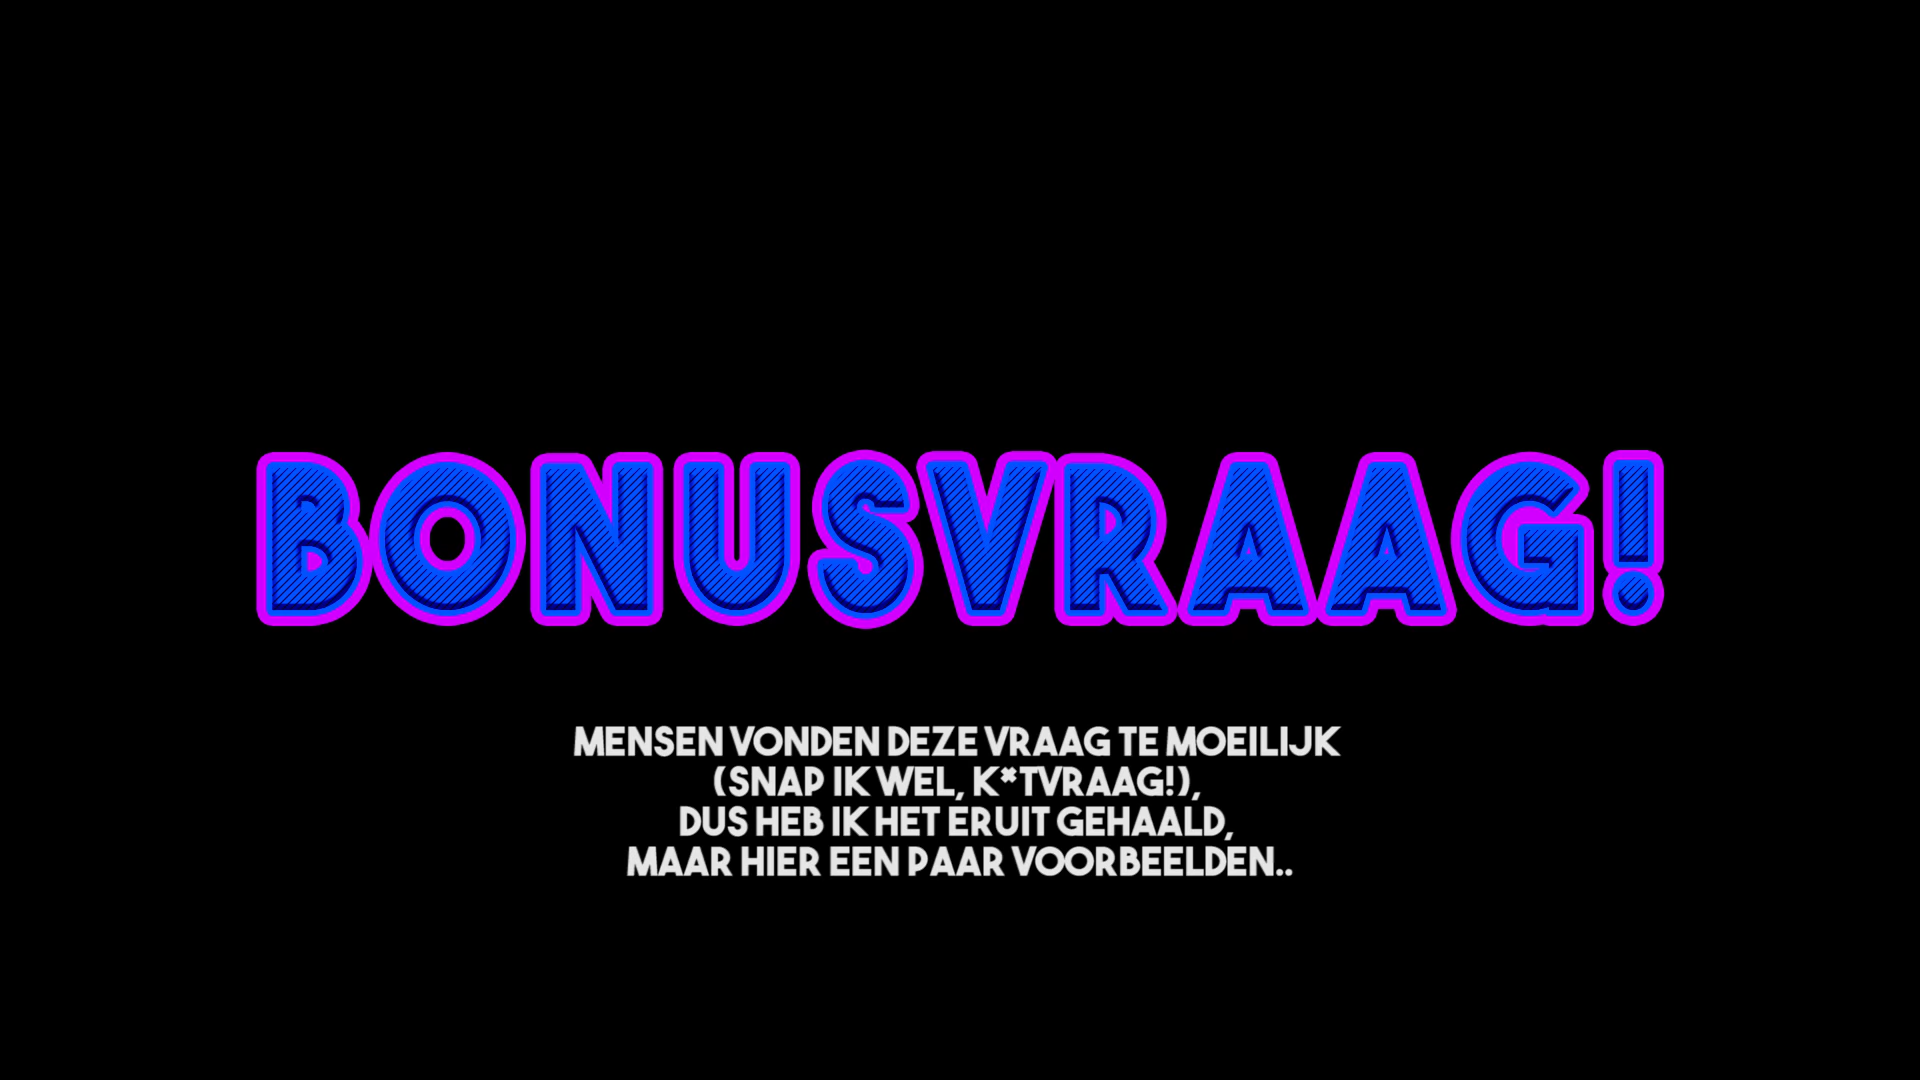 BONUSVRAAG!
MENSEN VONDEN DEZE VRAAG TE MOEILIJK
(SNAP IK WEL, K*TVRAAG!),
DUS HEB IK HET ERUIT GEHAALD,
MAAR HIER EEN PAAR VOORBEELDEN..